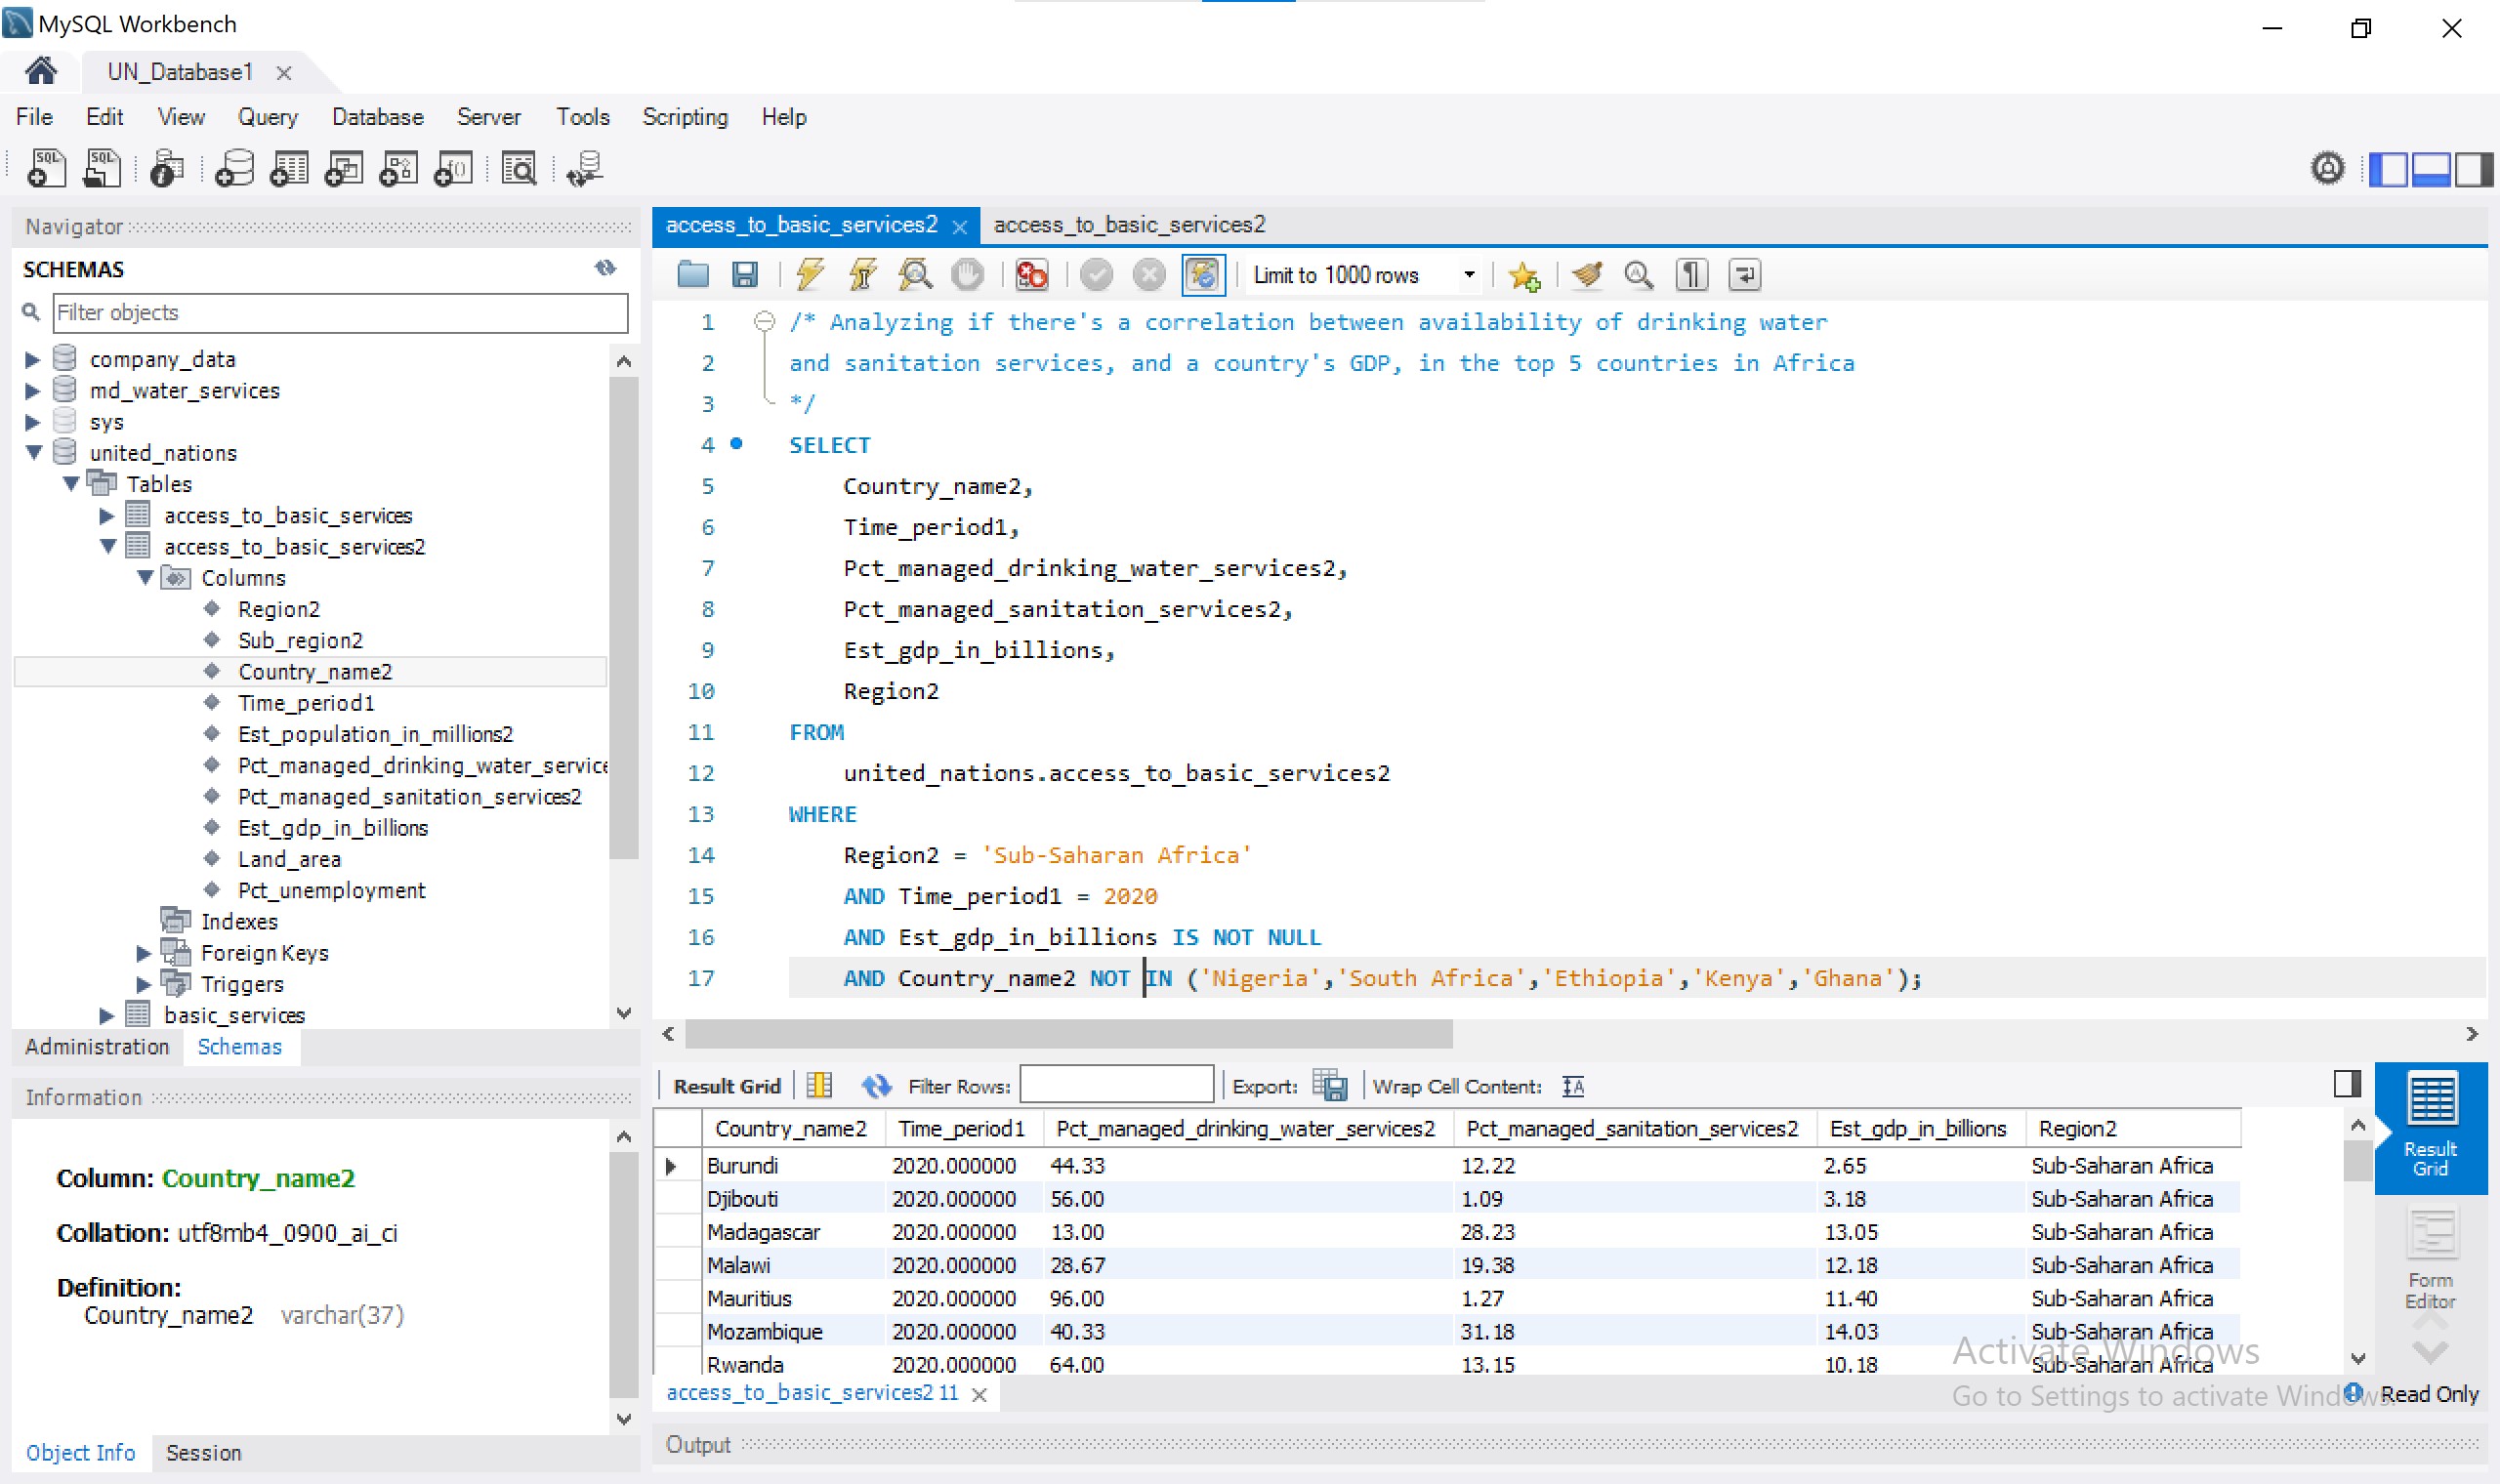 MySQL Workbench
UN_Database1
File Edit View Query Database Server Tools Scripting Help
Navigator
SCHEMAS
Filter objects
company_data
md_water_services
sys
united_nations
Tables
access_to_basic_services
access_to_basic_services2
Columns
Region2
Sub_region2
Country_name2
Time_period1
Est_population_in_millions2
Pct_managed_drinking_water_service
Pct_managed_sanitation_services2
Est_gdp_in_billions
Land_area
Pct_unemployment
Indexes
Foreign Keys
Triggers
basic_services
Administration Schemas
Information
Column: Country_name2
Collation: utf8mb4_0900_ai_ci
Definition:
Country_name2 varchar(37)
Object Info Session
access_to_basic_services2 access_to_basic_services2
Limit to 1000 rows
1 /* Analyzing if there's a correlation between availability of drinking water
2 and sanitation services, and a country's GDP, in the top 5 countries in Africa
3 */
4 SELECT
5 Country_name2,
6 Time_period1,
7 Pct_managed_drinking_water_services2,
8 Pct_managed_sanitation_services2,
9 Est_gdp_in_billions,
10 Region2
11 FROM
12 united_nations.access_to_basic_services2
13 WHERE
14 Region2 = 'Sub-Saharan Africa'
15 AND Time_period1 = 2020
16 AND Est_gdp_in_billions IS NOT NULL
17 AND Country_name2 NOT IN ('Nigeria','South Africa','Ethiopia','Kenya','Ghana');
Result Grid Filter Rows: Export: Wrap Cell Content:
Country_name2 Time_period1 Pct_managed_drinking_water_services2 Pct_managed_sanitation_services2 Est_gdp_in_billions Region2
Burundi 2020.000000 44.33 12.22 2.65 Sub-Saharan Africa
Djibouti 2020.000000 56.00 1.09 3.18 Sub-Saharan Africa
Madagascar 2020.000000 13.00 28.23 13.05 Sub-Saharan Africa
Malawi 2020.000000 28.67 19.38 12.18 Sub-Saharan Africa
Mauritius 2020.000000 96.00 1.27 11.40 Sub-Saharan Africa
Mozambique 2020.000000 40.33 31.18 14.03 Sub-Saharan Africa
Rwanda 2020.000000 64.00 13.15 10.18 Sub-Saharan Africa
Result
Grid
Form
Editor
Activate Windows
Go to Settings to activate Windows.
access_to_basic_services2 11
Read Only
Output